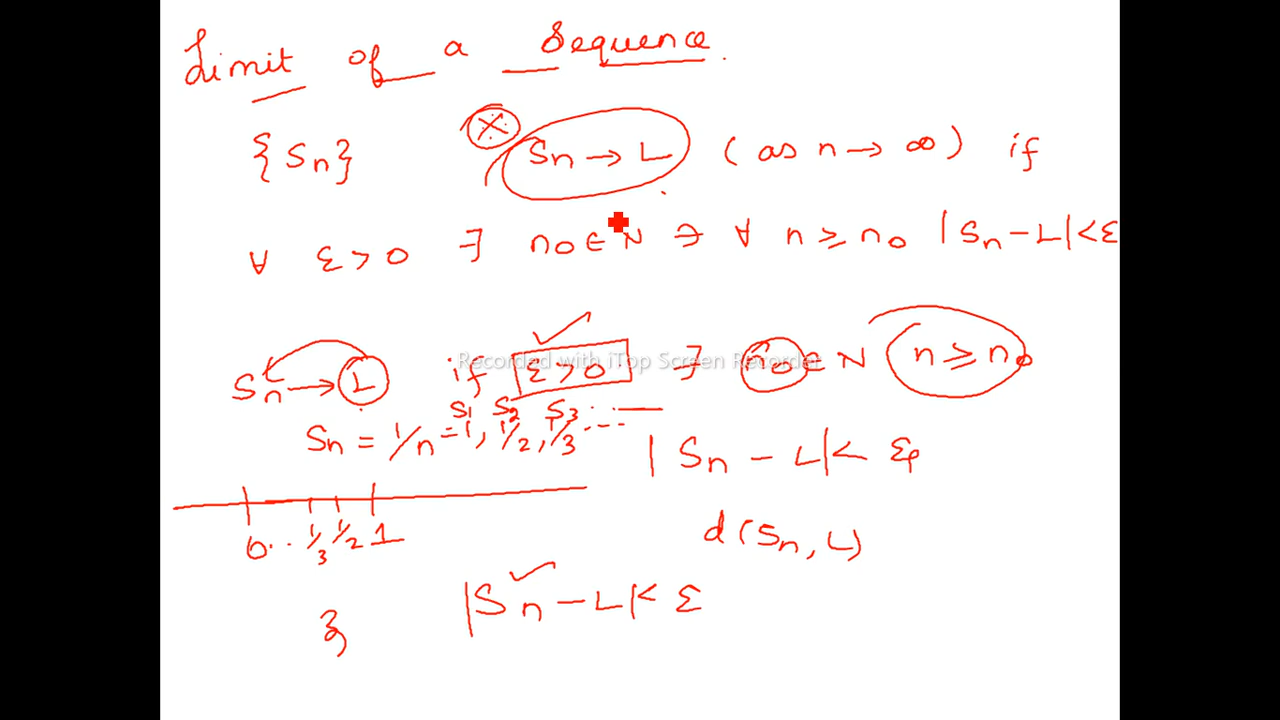 Limit of a Sequence.
{Sn} X Sn → L (as n → ∞) if
∀ ε > 0 ∃ n0 ∈ N ∋ ∀ n ≥ n0 |Sn - L| < ε
Recorded with iTop Screen Recorder
Sn → L if ε > 0 ∃ n0 ∈ N n ≥ n0
S1 S2 S3
Sn = 1/n = 1, 1/2, 1/3 ...
|Sn - L| < ε
0 .. 1/3 1/2 1
d(Sn, L)
|Sn - L| < ε